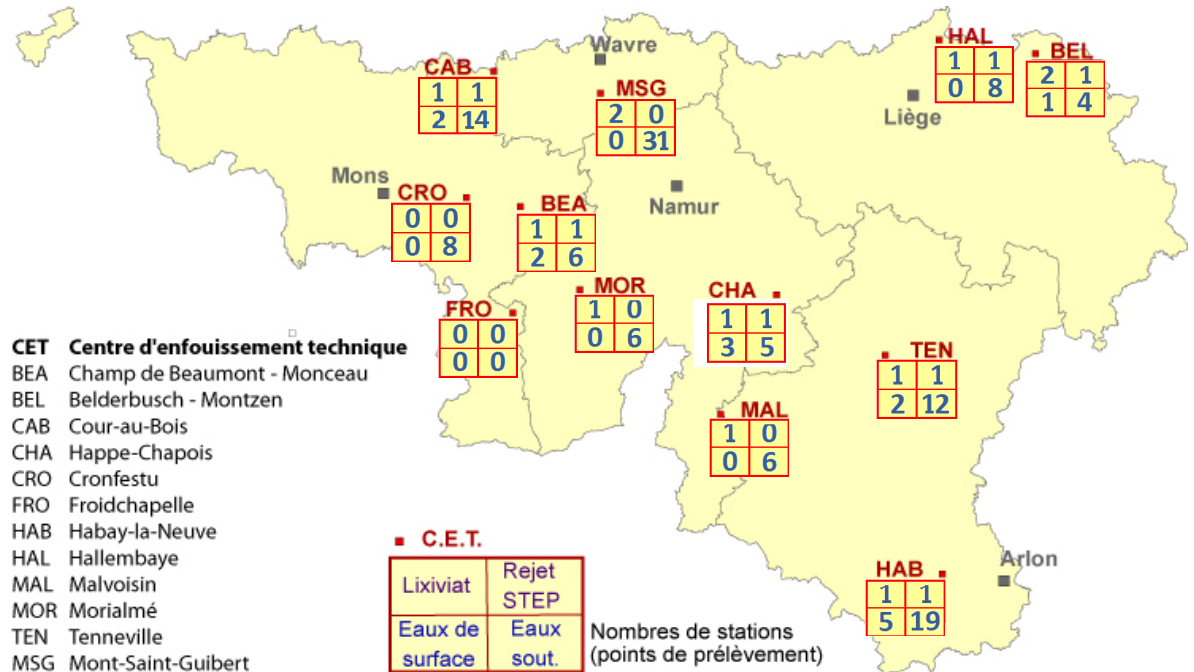 Wavre
HAL
1 1
0 8
BEL
2 1
1 4
CAB
1 1
2 14
MSG
2 0
0 31
Liège
Mons
CRO
0 0
0 8
BEA
1 1
2 6
Namur
MOR
1 0
0 6
CHA
1 1
3 5
FRO
0 0
0 0
TEN
1 1
2 12
MAL
1 0
0 6
HAB
1 1
5 19
Arlon
CET Centre d'enfouissement technique
BEA Champ de Beaumont - Monceau
BEL Belderbusch - Montzen
CAB Cour-au-Bois
CHA Happe-Chapois
CRO Cronfestu
FRO Froidchapelle
HAB Habay-la-Neuve
HAL Hallembaye
MAL Malvoisin
MOR Morialmé
TEN Tenneville
MSG Mont-Saint-Guibert
C.E.T.
Lixiviat
Rejet
STEP
Eaux de
surface
Eaux
sout.
Nombres de stations
(points de prélèvement)